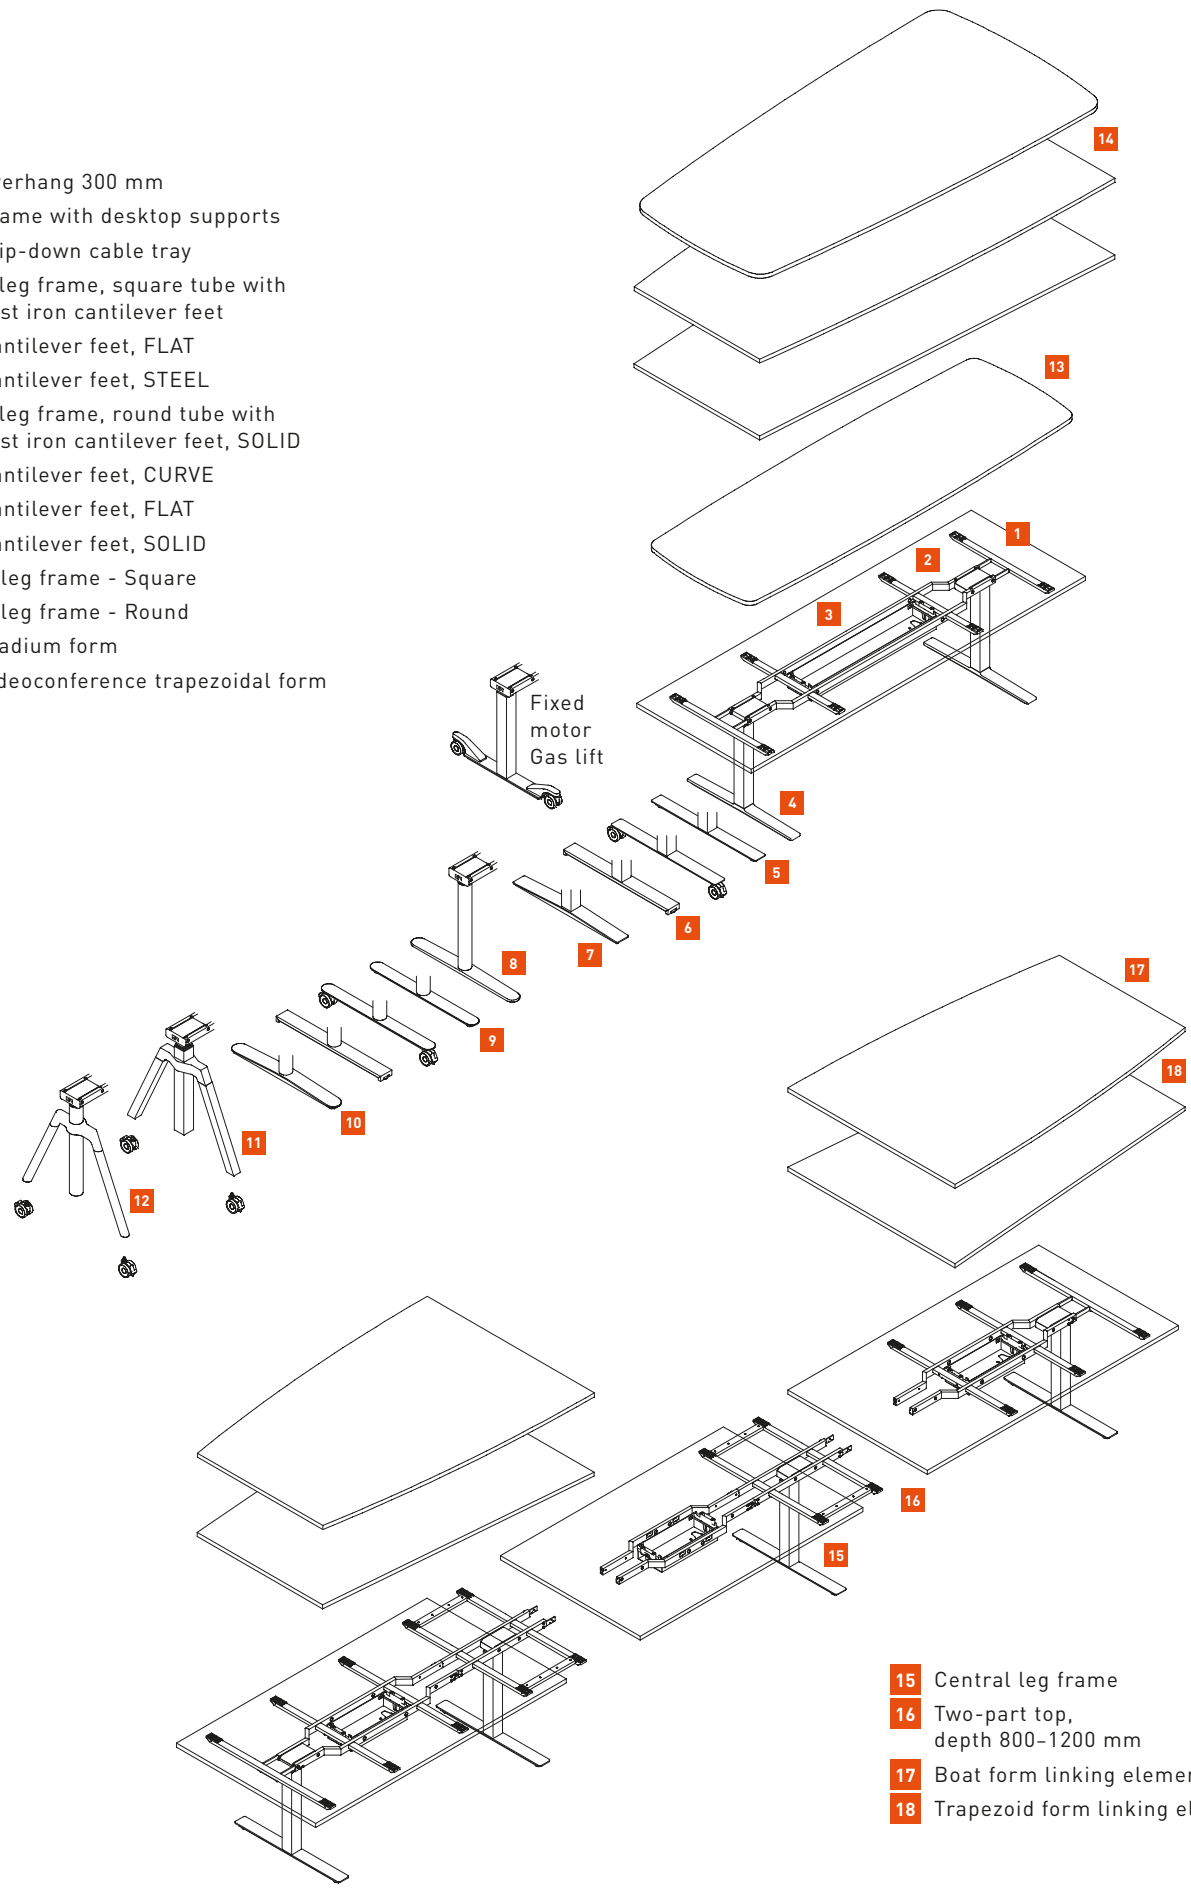 erhang 300 mm
ame with desktop supports
ip-down cable tray
leg frame, square tube with
st iron cantilever feet
antilever feet, FLAT
antilever feet, STEEL
leg frame, round tube with
st iron cantilever feet, SOLID
antilever feet, CURVE
antilever feet, FLAT
antilever feet, SOLID
leg frame - Square
leg frame - Round
adium form
deoconference trapezoidal form
14
13
1
2
3
Fixed
motor
Gas lift
4
5
6
7
8
9
10
11
12
17
18
16
15
15 Central leg frame
16 Two-part top,
depth 800–1200 mm
17 Boat form linking elemen
18 Trapezoid form linking el